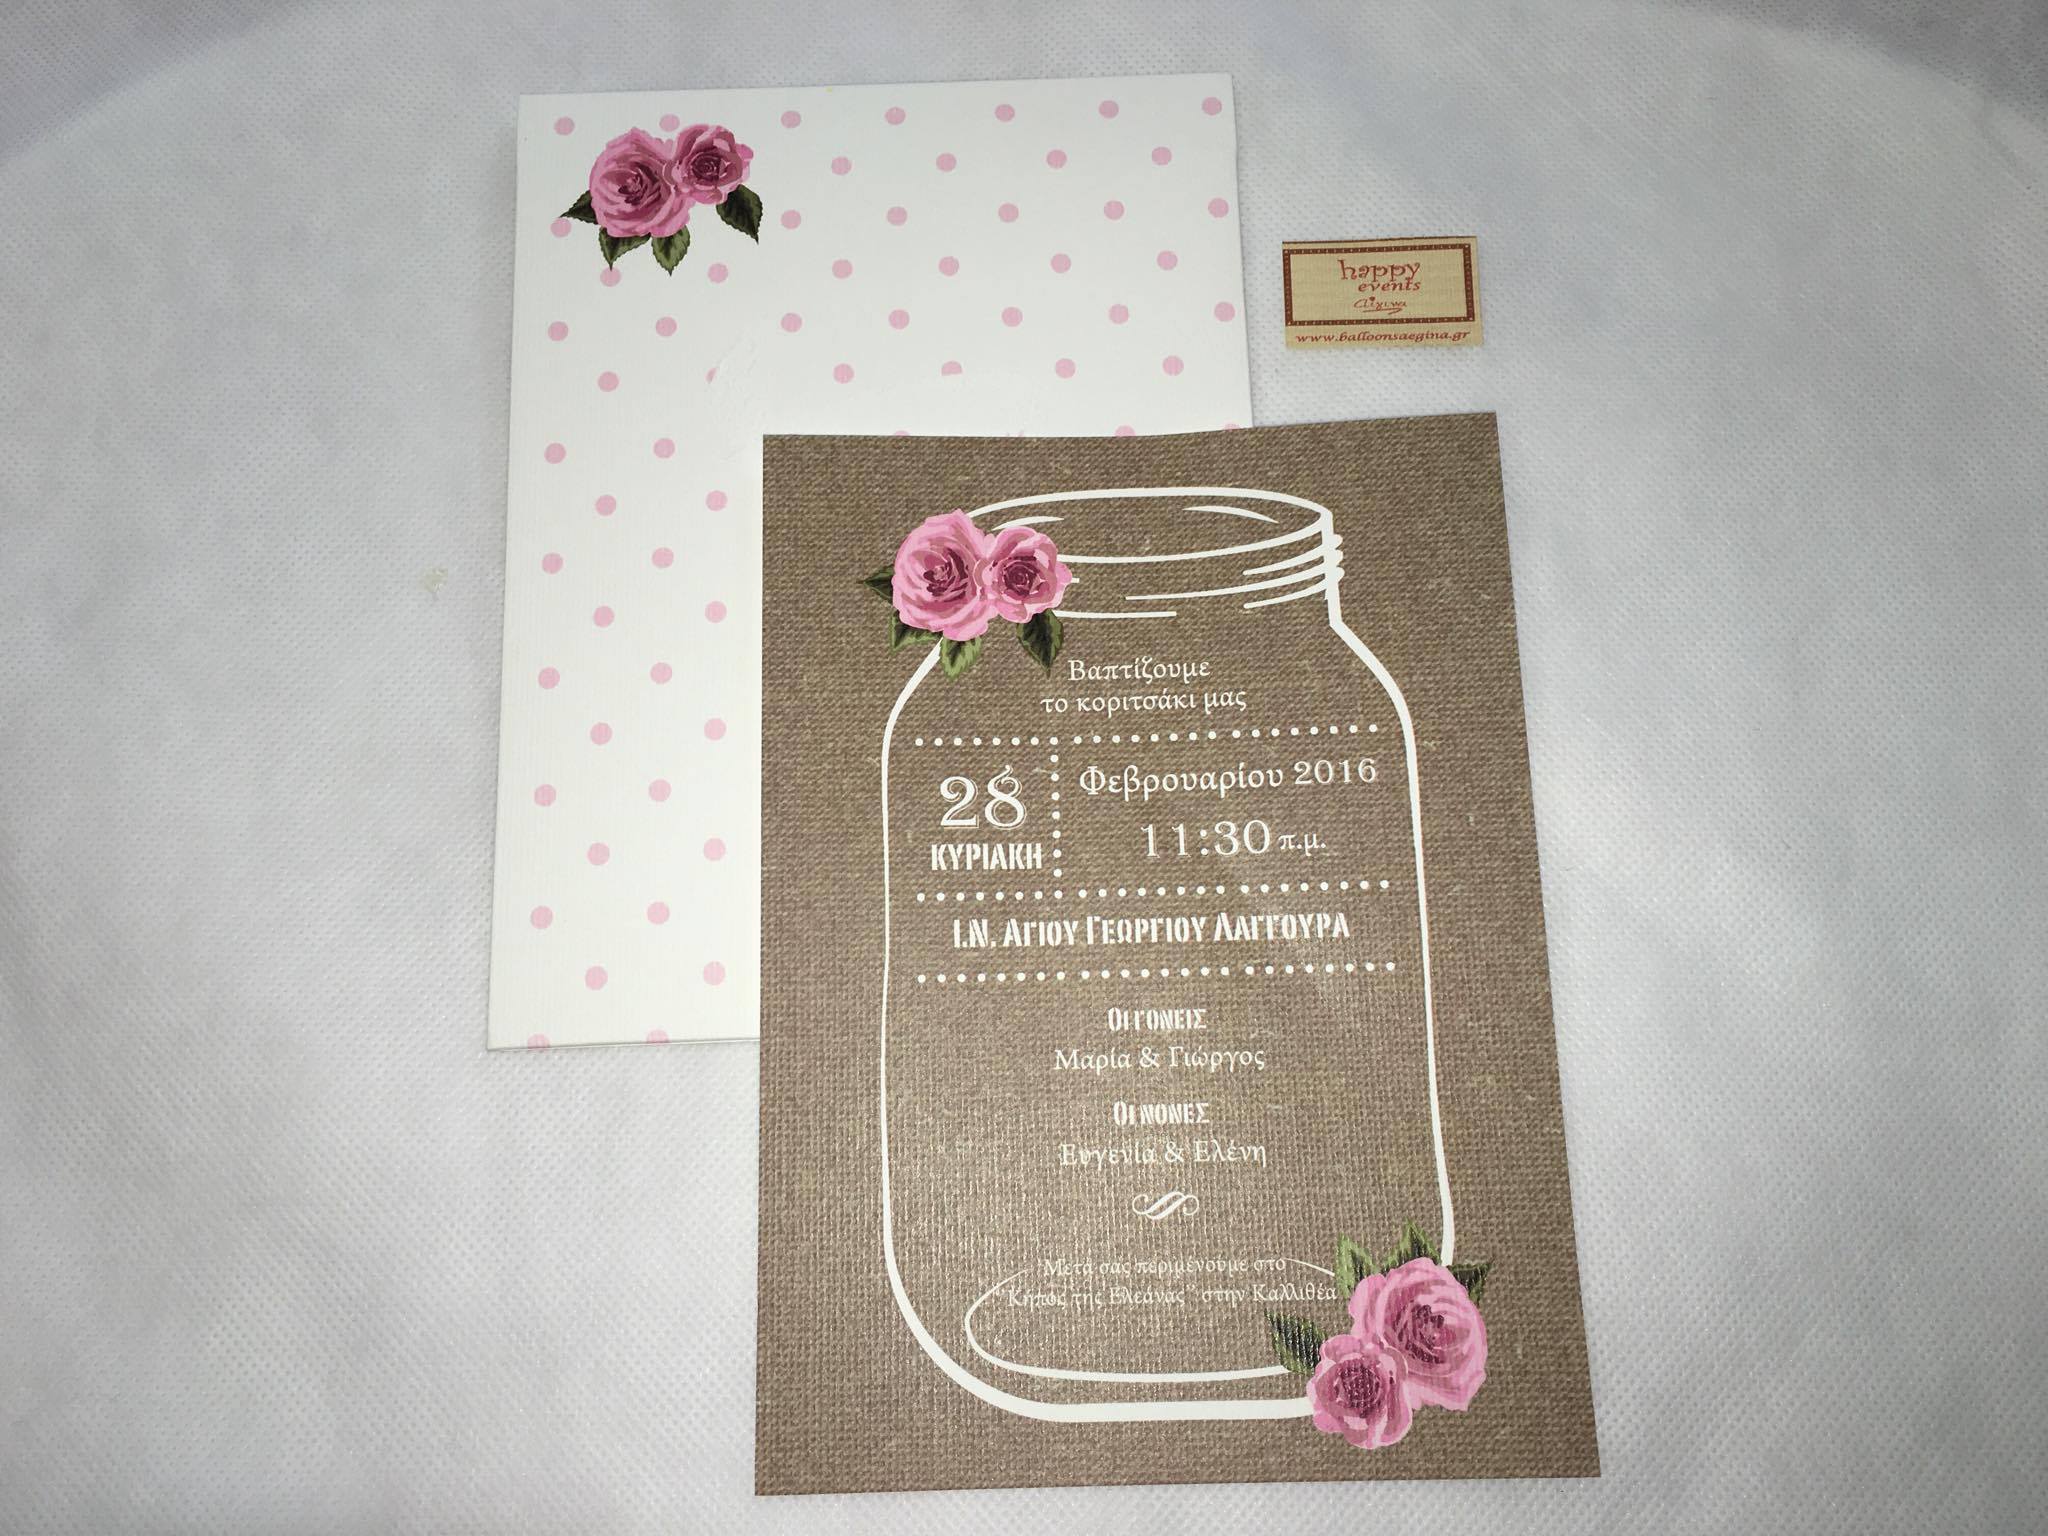 happy
events
Αίγινα
www.balloonsaegina.gr
Βαπτίζουμε
το κοριτσάκι μας
28
ΚΥΡΙΑΚΗ
Φεβρουαρίου 2016
11:30 π.μ.
Ι.Ν. ΑΓΙΟΥ ΓΕΩΡΓΙΟΥ ΛΑΓΓΟΥΡΑ
ΟΙ ΓΟΝΕΙΣ
Μαρία & Γιώργος
ΟΙ ΝΟΝΕΣ
Ευγενία & Ελένη
Μετά σας περιμένουμε στο
"Κήπος της Ελεάνας" στην Καλλιθέα